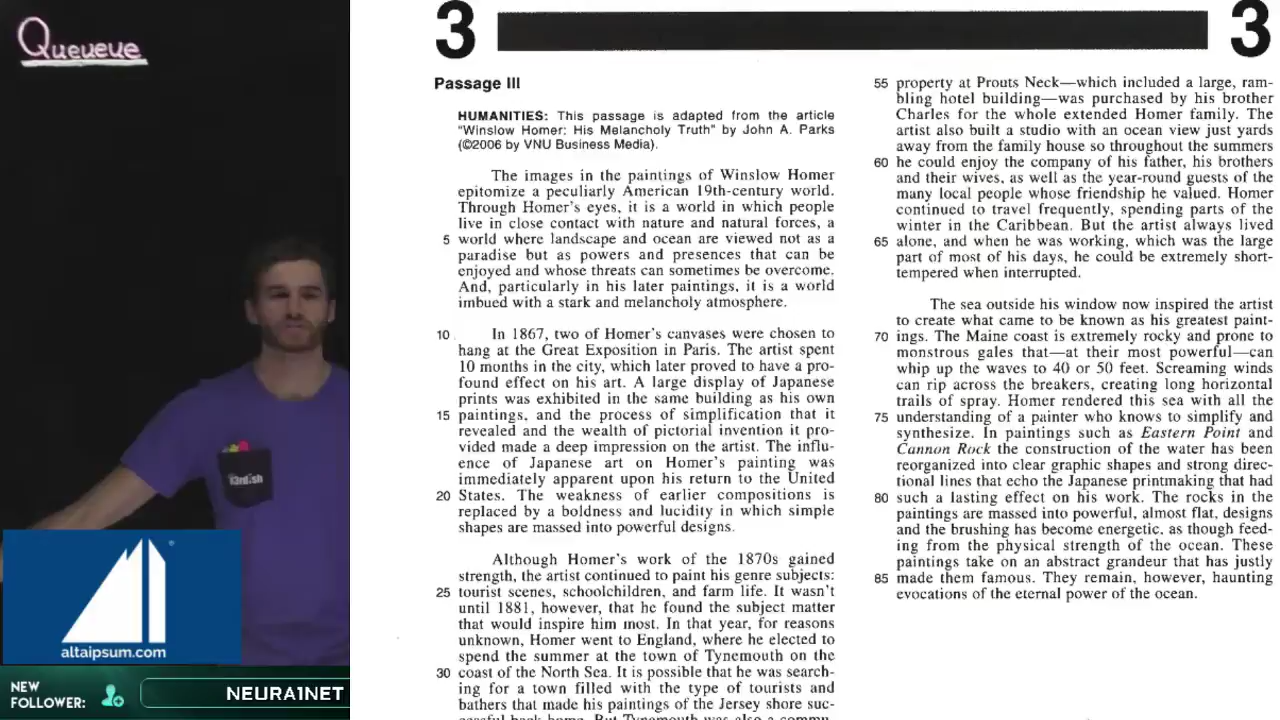 Queueue
3
3
Passage III
HUMANITIES: This passage is adapted from the article
"Winslow Homer: His Melancholy Truth" by John A. Parks
(©2006 by VNU Business Media).
The images in the paintings of Winslow Homer
epitomize a peculiarly American 19th-century world.
Through Homer's eyes, it is a world in which people
live in close contact with nature and natural forces, a
5 world where landscape and ocean are viewed not as a
paradise but as powers and presences that can be
enjoyed and whose threats can sometimes be overcome.
And, particularly in his later paintings, it is a world
imbued with a stark and melancholy atmosphere.
10 In 1867, two of Homer's canvases were chosen to
hang at the Great Exposition in Paris. The artist spent
10 months in the city, which later proved to have a pro-
found effect on his art. A large display of Japanese
prints was exhibited in the same building as his own
15 paintings, and the process of simplification that it
revealed and the wealth of pictorial invention it pro-
vided made a deep impression on the artist. The influ-
ence of Japanese art on Homer's painting was
immediately apparent upon his return to the United
20 States. The weakness of earlier compositions is
replaced by a boldness and lucidity in which simple
shapes are massed into powerful designs.
Although Homer's work of the 1870s gained
strength, the artist continued to paint his genre subjects:
25 tourist scenes, schoolchildren, and farm life. It wasn't
until 1881, however, that he found the subject matter
that would inspire him most. In that year, for reasons
unknown, Homer went to England, where he elected to
spend the summer at the town of Tynemouth on the
30 coast of the North Sea. It is possible that he was search-
ing for a town filled with the type of tourists and
bathers that made his paintings of the Jersey shore suc-
cessful back home. But Tynemouth was also a commu-
55 property at Prouts Neck—which included a large, ram-
bling hotel building—was purchased by his brother
Charles for the whole extended Homer family. The
artist also built a studio with an ocean view just yards
away from the family house so throughout the summers
60 he could enjoy the company of his father, his brothers
and their wives, as well as the year-round guests of the
many local people whose friendship he valued. Homer
continued to travel frequently, spending parts of the
winter in the Caribbean. But the artist always lived
65 alone, and when he was working, which was the large
part of most of his days, he could be extremely short-
tempered when interrupted.
The sea outside his window now inspired the artist
to create what came to be known as his greatest paint-
70 ings. The Maine coast is extremely rocky and prone to
monstrous gales that—at their most powerful—can
whip up the waves to 40 or 50 feet. Screaming winds
can rip across the breakers, creating long horizontal
trails of spray. Homer rendered this sea with all the
75 understanding of a painter who knows to simplify and
synthesize. In paintings such as Eastern Point and
Cannon Rock the construction of the water has been
reorganized into clear graphic shapes and strong direc-
tional lines that echo the Japanese printmaking that had
80 such a lasting effect on his work. The rocks in the
paintings are massed into powerful, almost flat, designs
and the brushing has become energetic, as though feed-
ing from the physical strength of the ocean. These
paintings take on an abstract grandeur that has justly
85 made them famous. They remain, however, haunting
evocations of the eternal power of the ocean.
altaipsum.com
NEW
FOLLOWER:
NEURA1NET